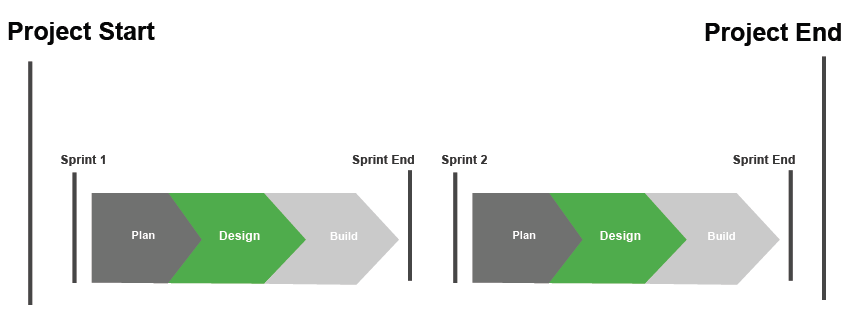 Project Start
Project End
Sprint 1
Sprint End
Sprint 2
Sprint End
Plan
Design
Build
Plan
Design
Build